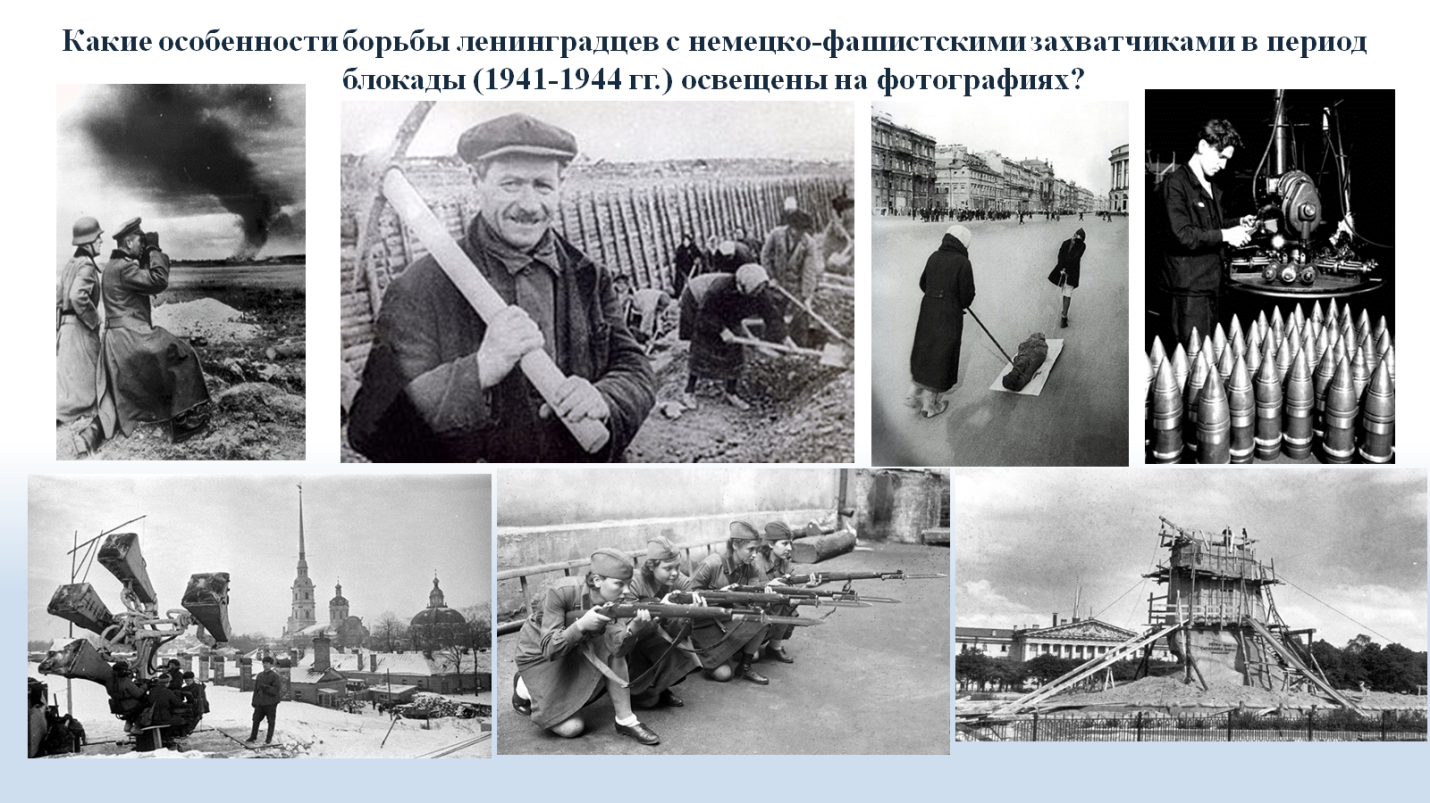 Какие особенности борьбы ленинградцев с немецко-фашистскими захватчиками в период
блокады (1941-1944 гг.) освещены на фотографиях?